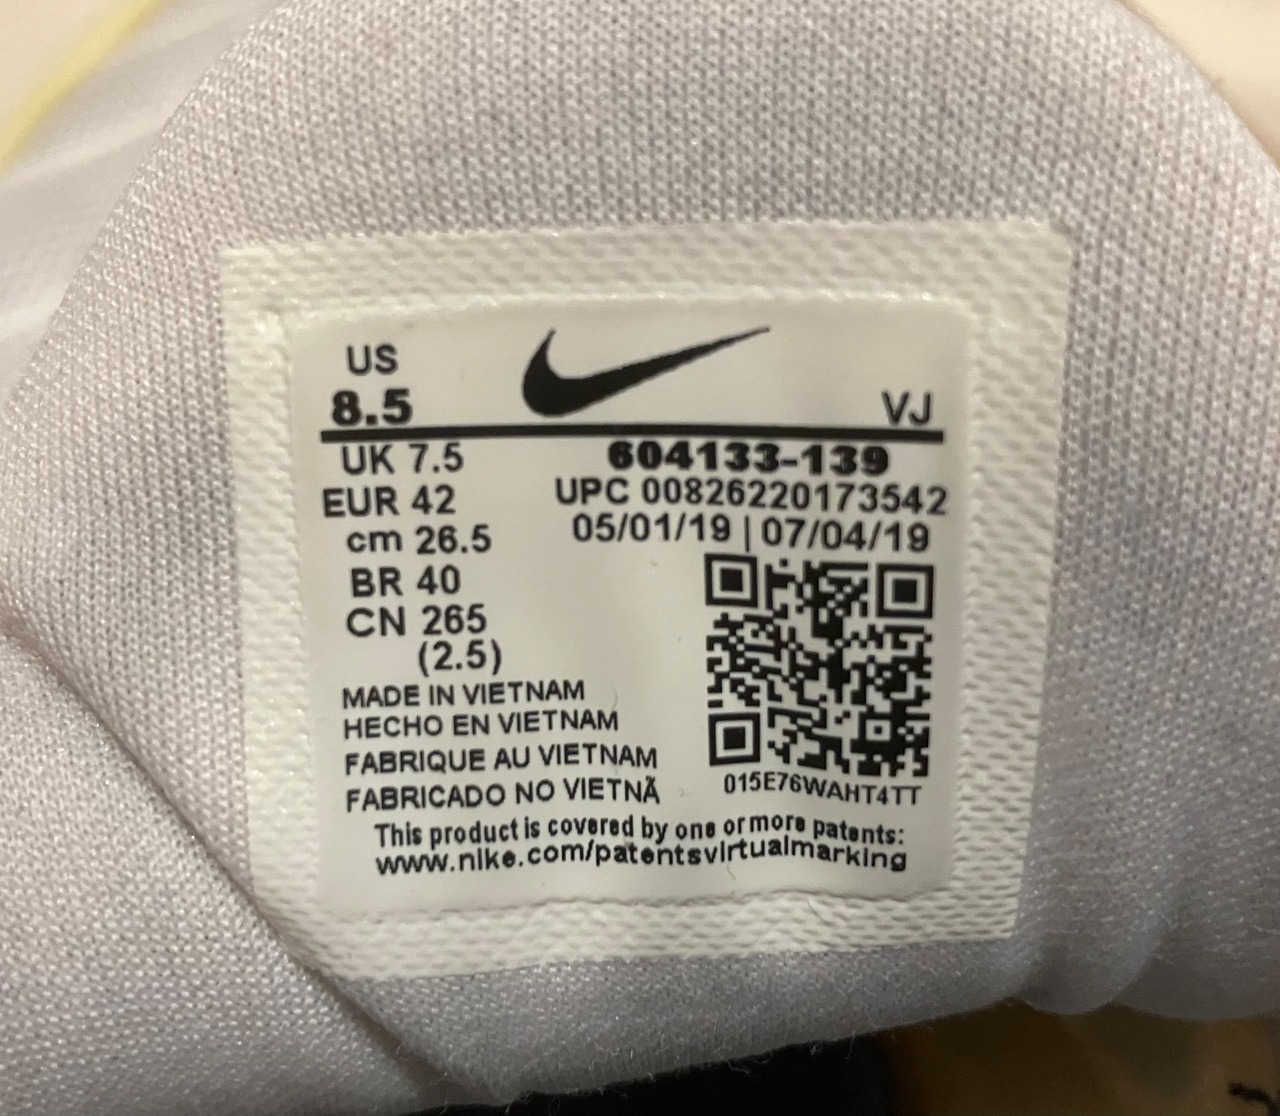 US
8.5
VJ
UK 7.5
604133-139
EUR 42
UPC 00826220173542
cm 26.5
05/01/19 | 07/04/19
BR 40
CN 265
(2.5)
MADE IN VIETNAM
HECHO EN VIETNAM
FABRIQUE AU VIETNAM
FABRICADO NO VIETNÃ
015E76WAHT4TT
This product is covered by one or more patents:
www.nike.com/patentsvirtualmarking